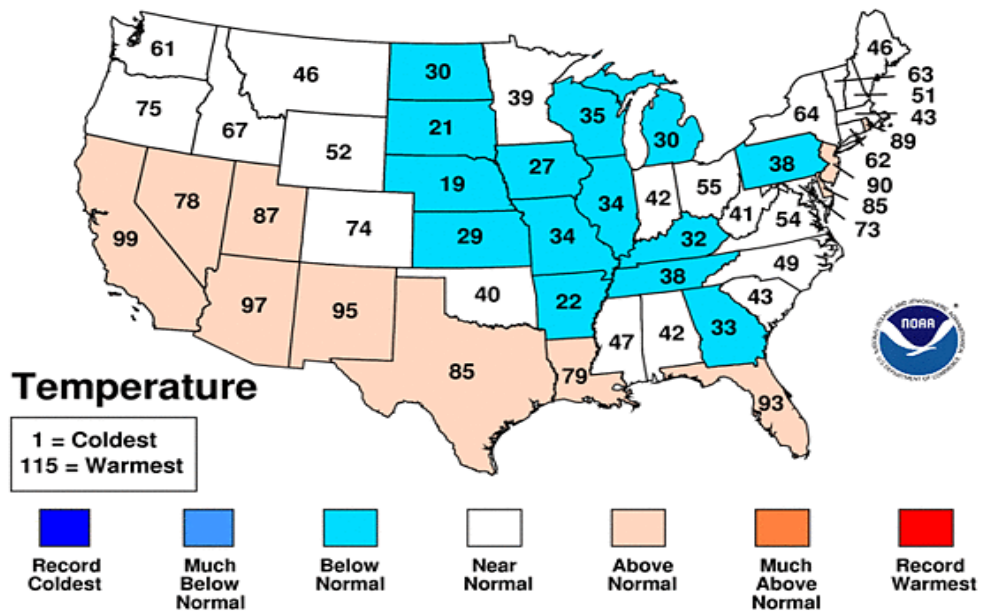 61
46
30
39
46
63
51
43
89
62
90
85
73
75
67
52
21
35
30
64
38
27
19
34
42
55
41
54
78
87
74
29
34
32
99
49
38
97
95
40
22
43
47
42
33
85
79
93
NOAA
Temperature
1 = Coldest
115 = Warmest
Record
Coldest
Much
Below
Normal
Below
Normal
Near
Normal
Above
Normal
Much
Above
Normal
Record
Warmest